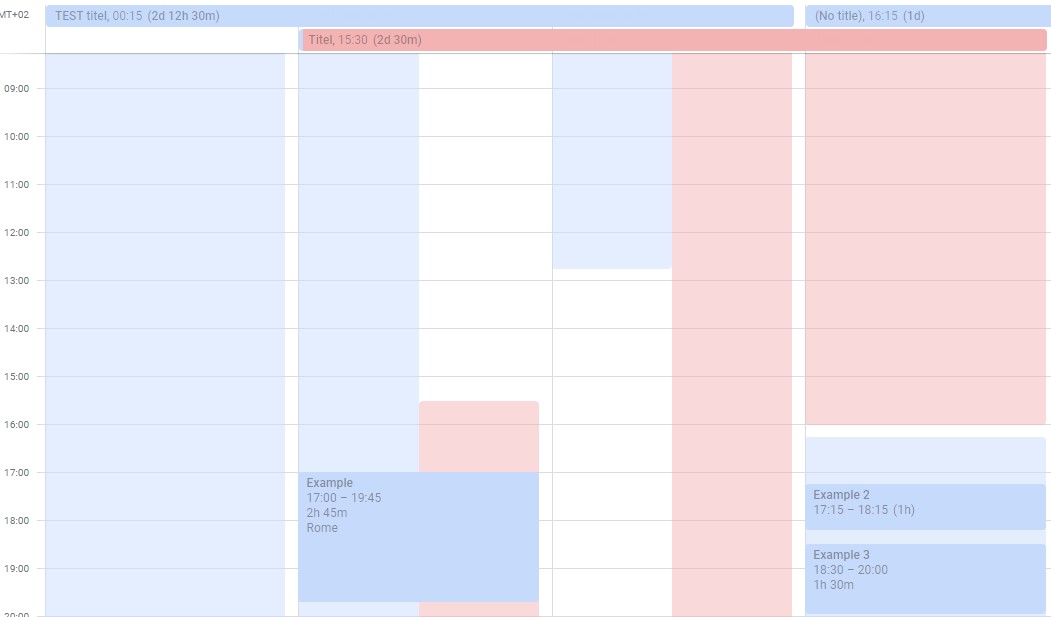 MT+02
TEST titel, 00:15 (2d 12h 30m)
(No title), 16:15 (1d)
Titel, 15:30 (2d 30m)
09:00
10:00
11:00
12:00
13:00
14:00
15:00
16:00
17:00
Example
17:00 – 19:45
2h 45m
Rome
Example 2
17:15 – 18:15 (1h)
18:00
Example 3
18:30 – 20:00
1h 30m
19:00
20:00